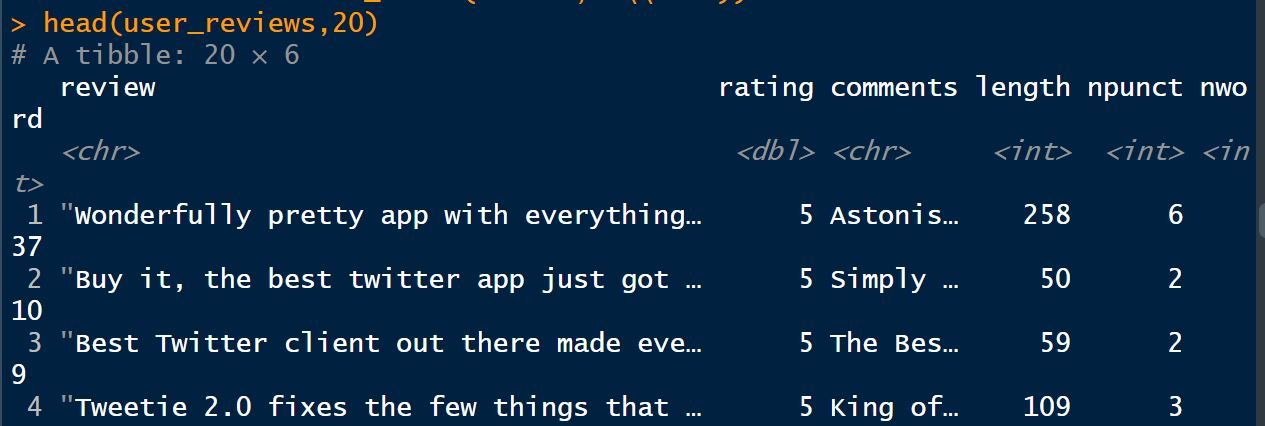 > head(user_reviews,20)
# A tibble: 20 × 6
review rating comments length npunct nwo
rd
<chr> <dbl> <chr> <int> <int> <in
t>
1 "Wonderfully pretty app with everything… 5 Astonis… 258 6
37
2 "Buy it, the best twitter app just got … 5 Simply … 50 2
10
3 "Best Twitter client out there made eve… 5 The Bes… 59 2
9
4 "Tweetie 2.0 fixes the few things that … 5 King of… 109 3